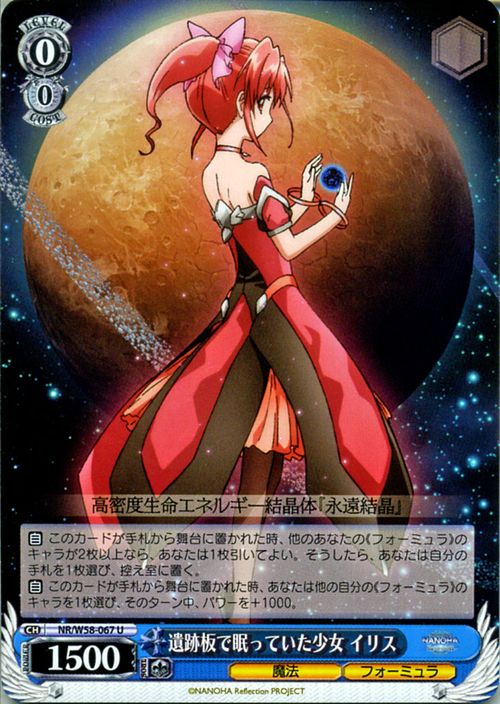 LEVEL
0
0
COST
高密度生命エネルギー結晶体『永遠結晶』
自 このカードが手札から舞台に置かれた時、他のあなたの《フォーミュラ》の
キャラが2枚以上なら、あなたは1枚引いてよい。そうしたら、あなたは自分の
手札を1枚選び、控え室に置く。
自 このカードが手札から舞台に置かれた時、あなたは他の自分の《フォーミュラ》の
キャラを1枚選び、そのターン中、パワーを+1000。
CH NR/W58-067 U
POWER 1500 SOUL
遺跡板で眠っていた少女 イリス
NANOHA
魔法 フォーミュラ
©NANOHA Reflection PROJECT